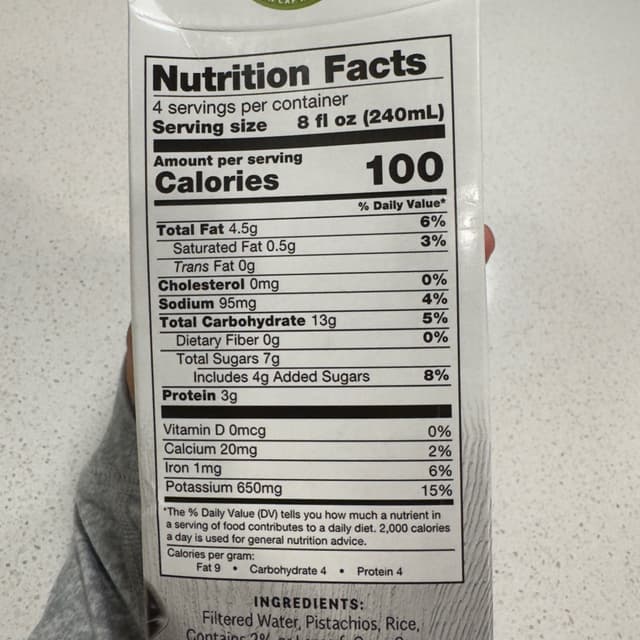 Nutrition Facts
4 servings per container
Serving size 8 fl oz (240mL)
Amount per serving
Calories 100
% Daily Value*
Total Fat 4.5g 6%
Saturated Fat 0.5g 3%
Trans Fat 0g
Cholesterol 0mg 0%
Sodium 95mg 4%
Total Carbohydrate 13g 5%
Dietary Fiber 0g 0%
Total Sugars 7g
Includes 4g Added Sugars 8%
Protein 3g
Vitamin D 0mcg 0%
Calcium 20mg 2%
Iron 1mg 6%
Potassium 650mg 15%
*The % Daily Value (DV) tells you how much a nutrient in
a serving of food contributes to a daily diet. 2,000 calories
a day is used for general nutrition advice.
Calories per gram:
Fat 9 • Carbohydrate 4 • Protein 4
INGREDIENTS:
Filtered Water, Pistachios, Rice,
Contains 2%